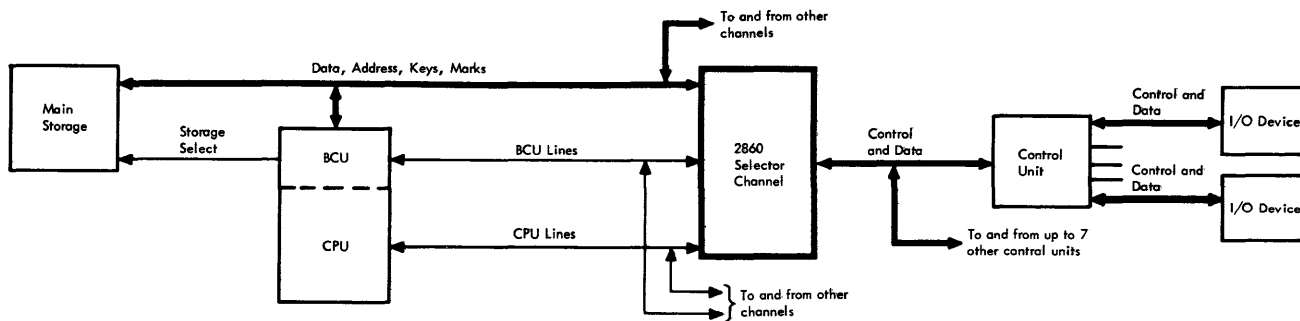 To and from other
channels
Data, Address, Keys, Marks
Main
Storage
Storage
Select
BCU
BCU Lines
CPU
CPU Lines
2860
Selector
Channel
To and from other
channels
Control
and Data
To and from up to 7
other control units
Control
Unit
Control and
Data
I/O Device
Control and
Data
I/O Device